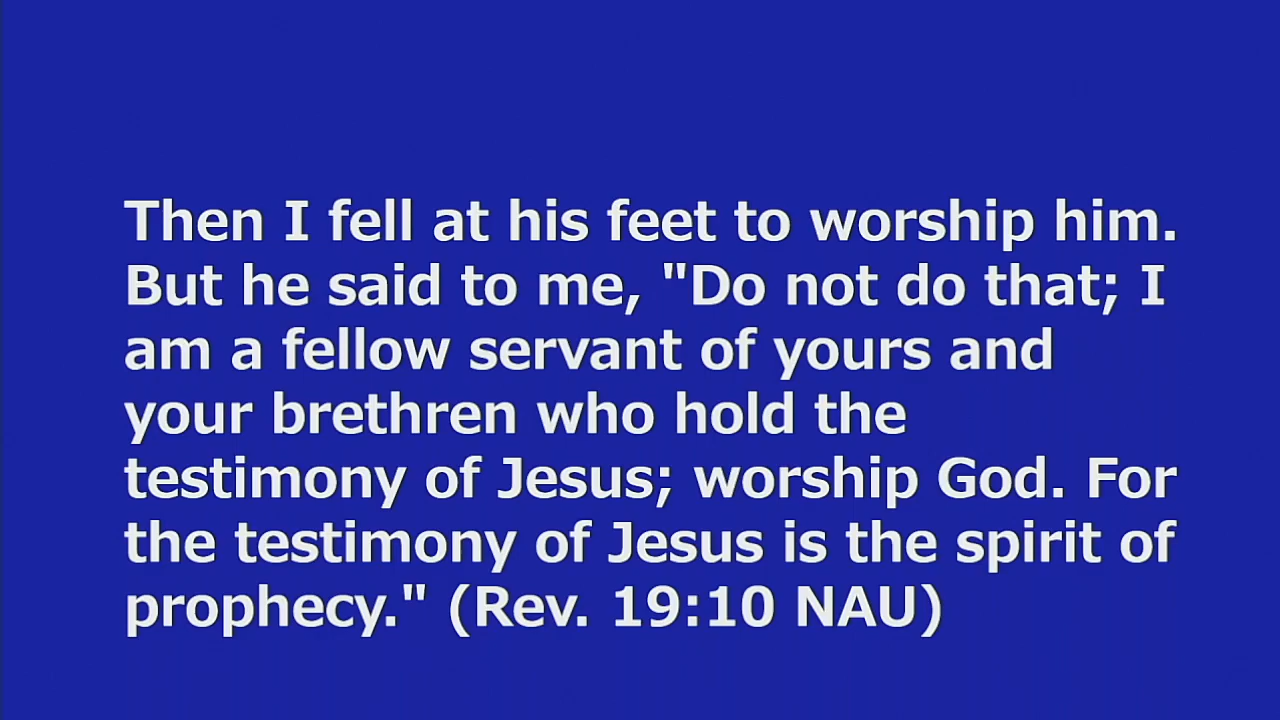 Then I fell at his feet to worship him.
But he said to me, "Do not do that; I
am a fellow servant of yours and
your brethren who hold the
testimony of Jesus; worship God. For
the testimony of Jesus is the spirit of
prophecy." (Rev. 19:10 NAU)